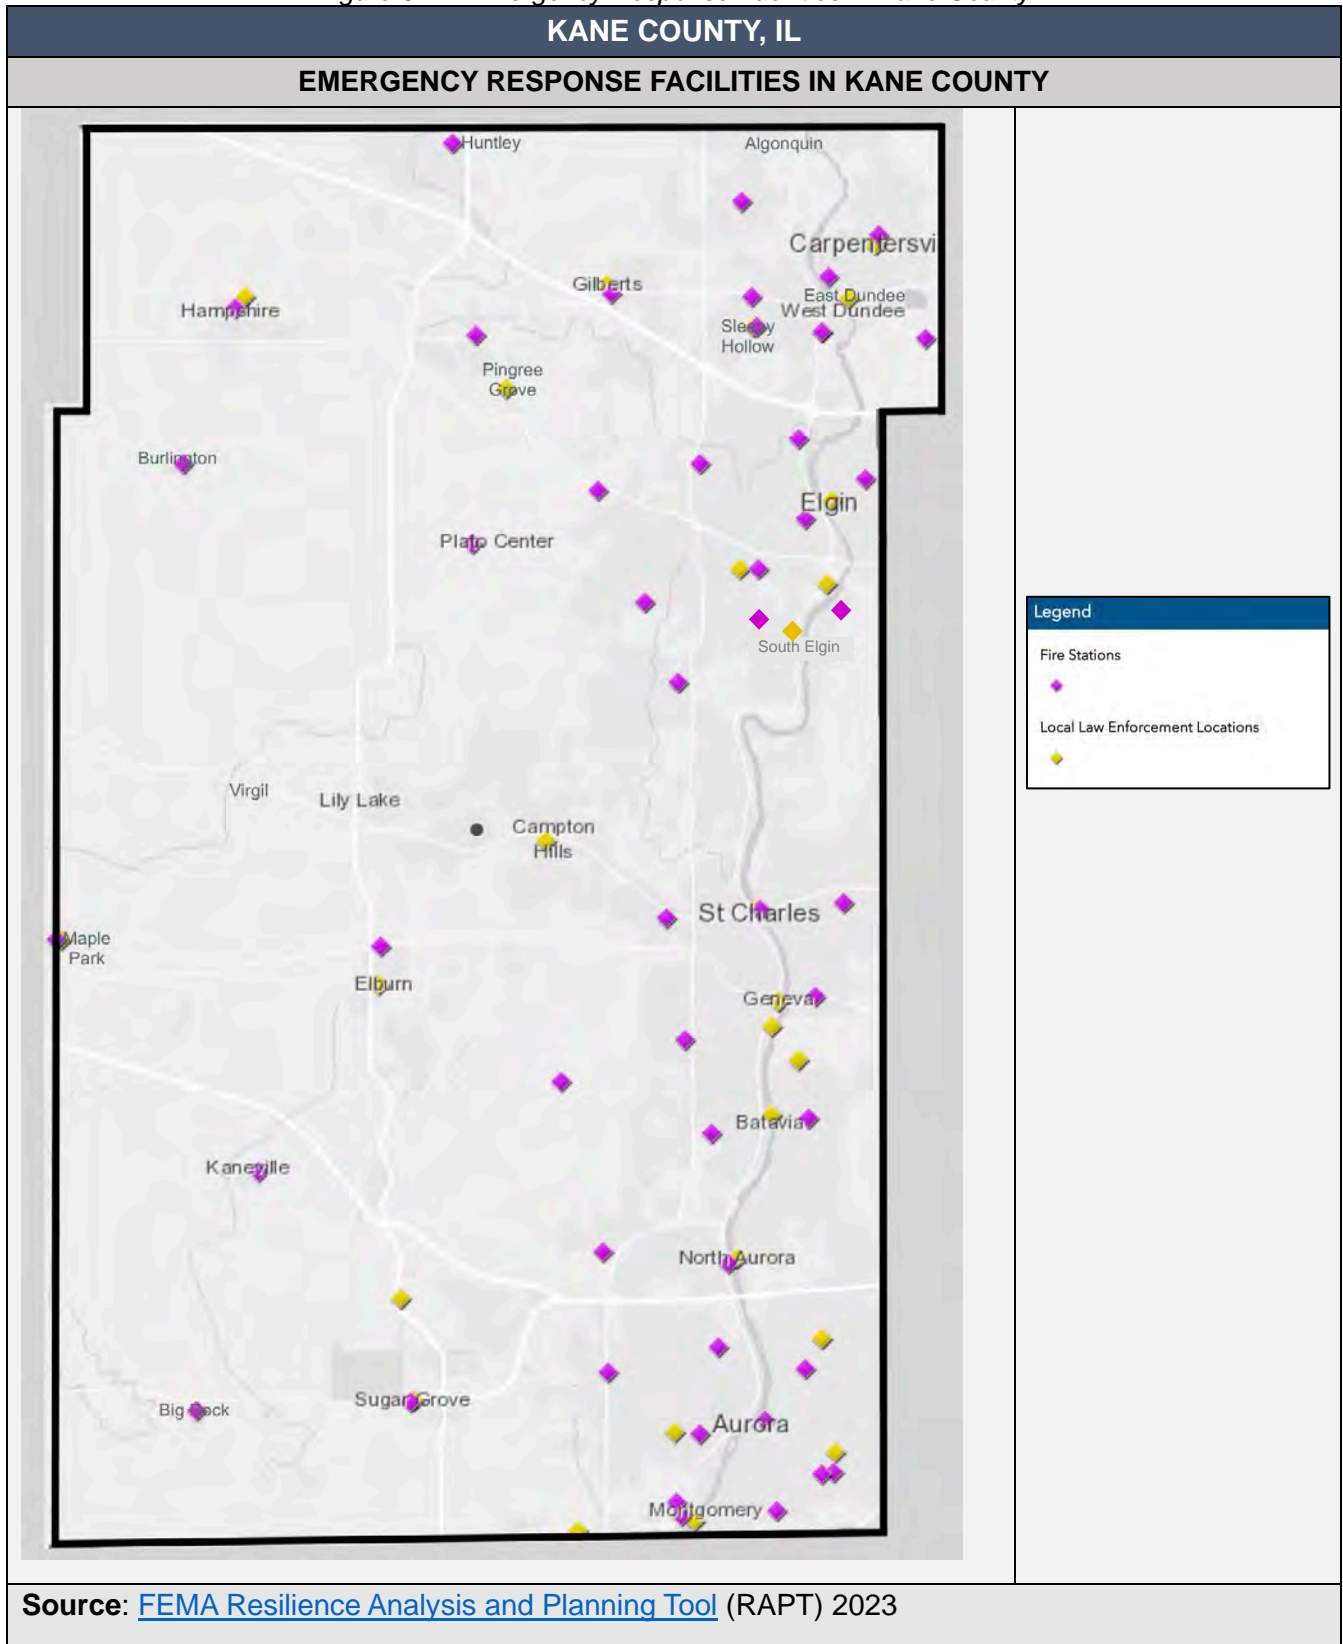 KANE COUNTY, IL
EMERGENCY RESPONSE FACILITIES IN KANE COUNTY
Huntley
Algonquin
Carpentersvi
Gilberts
Hampshire
East Dundee
West Dundee
Sleepy
Hollow
Pingree
Grove
Burlington
Elgin
Plato Center
South Elgin
Legend
Fire Stations
Local Law Enforcement Locations
Virgil
Lily Lake
Campton
Hills
St Charles
Maple
Park
Elburn
Geneva
Batavia
Kaneville
North Aurora
Sugar Grove
Big Rock
Aurora
Montgomery
Source: FEMA Resilience Analysis and Planning Tool (RAPT) 2023